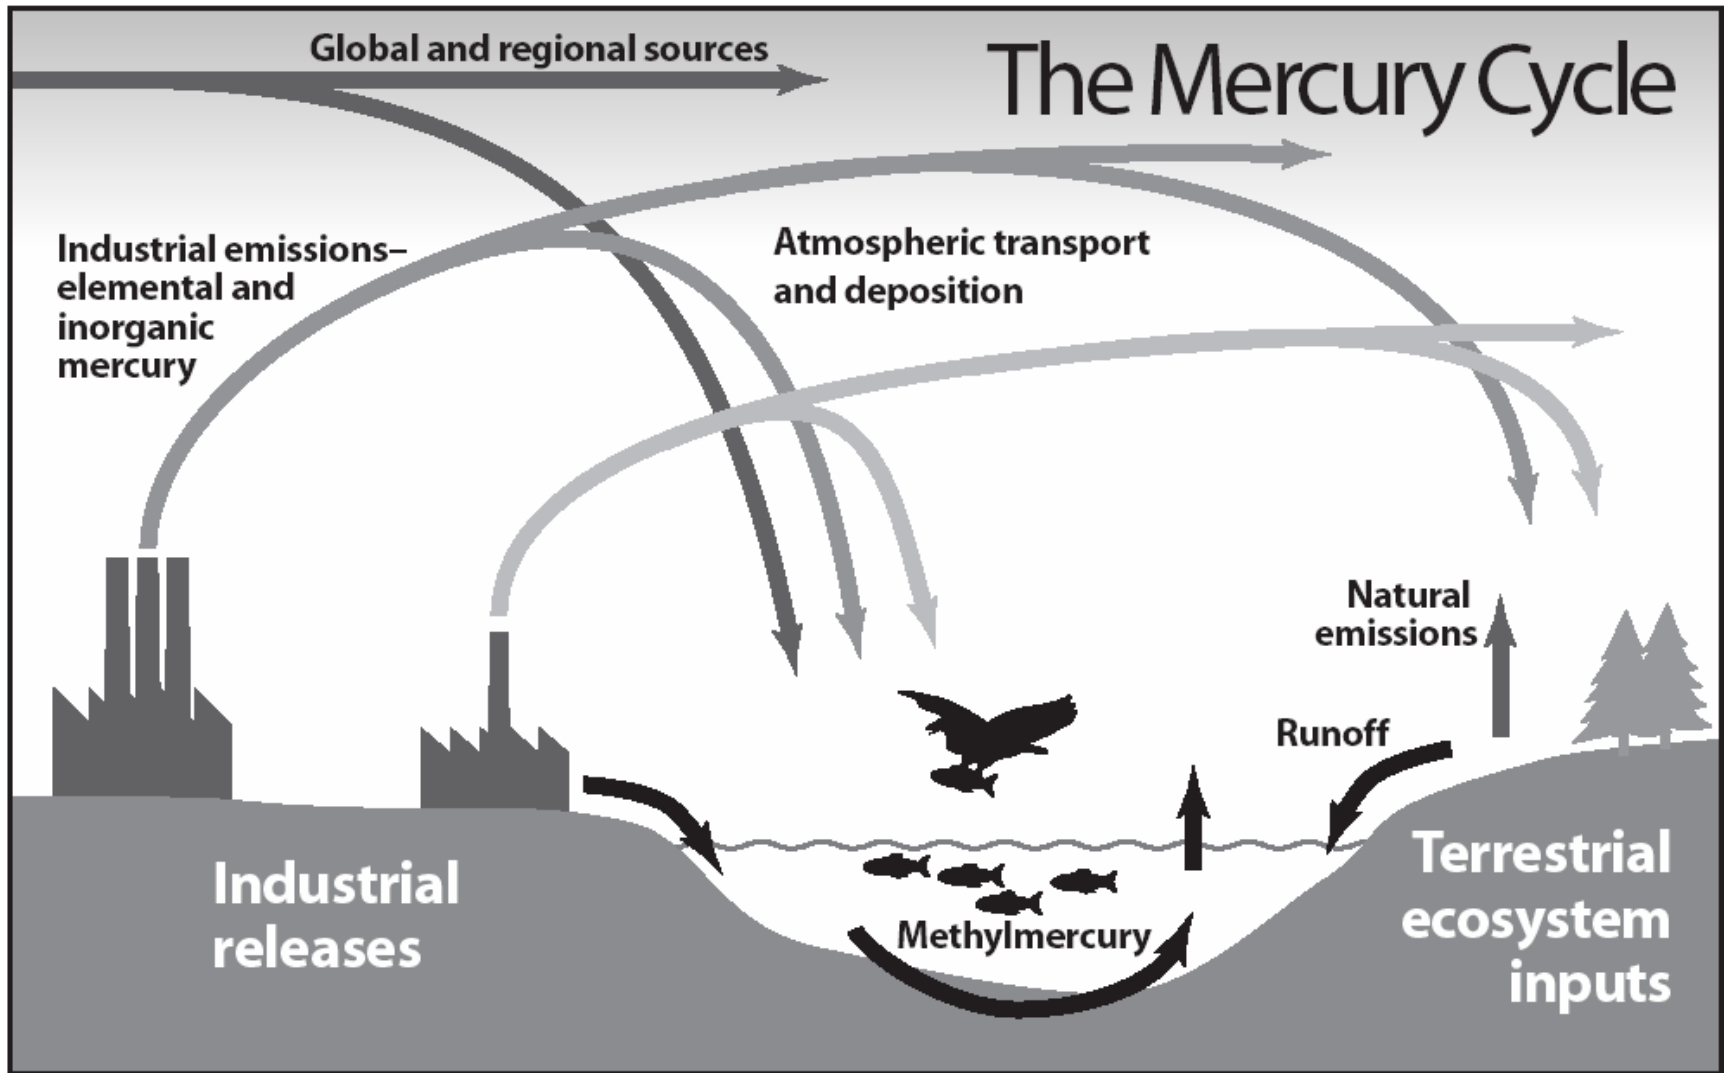 Global and regional sources
The Mercury Cycle
Industrial emissions–
elemental and
inorganic
mercury
Atmospheric transport
and deposition
Natural
emissions
Runoff
Methylmercury
Industrial
releases
Terrestrial
ecosystem
inputs